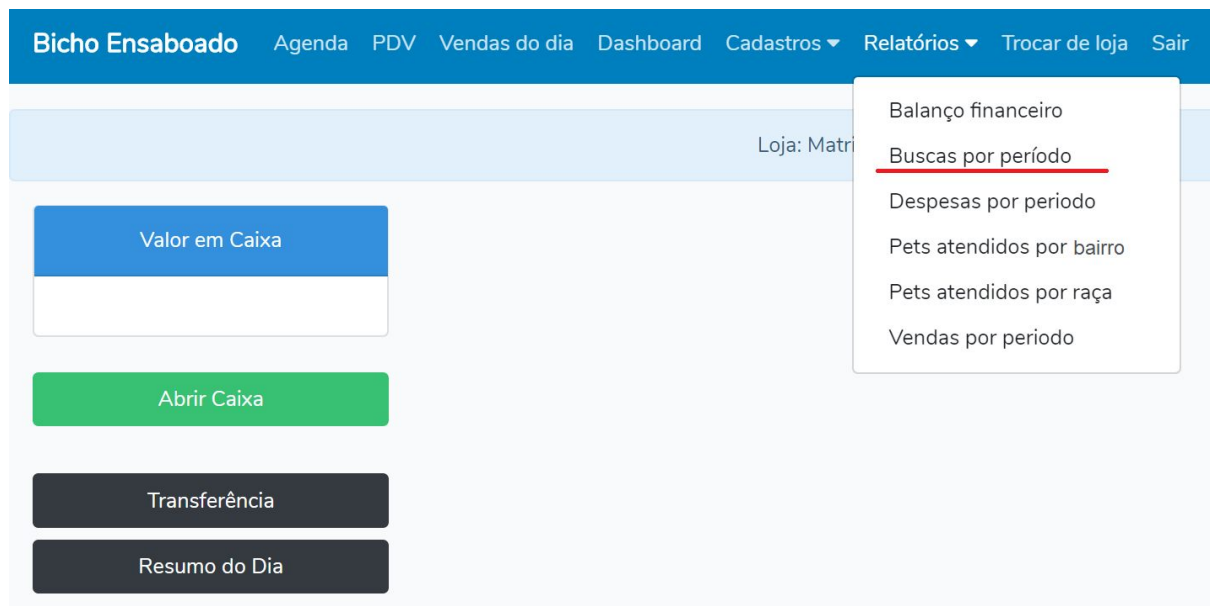 Bicho Ensaboado Agenda PDV Vendas do dia Dashboard Cadastros Relatórios Trocar de loja Sair
Loja: Matri
Balanço financeiro
Buscas por período
Despesas por periodo
Pets atendidos por bairro
Pets atendidos por raça
Vendas por periodo
Valor em Caixa
Abrir Caixa
Transferência
Resumo do Dia